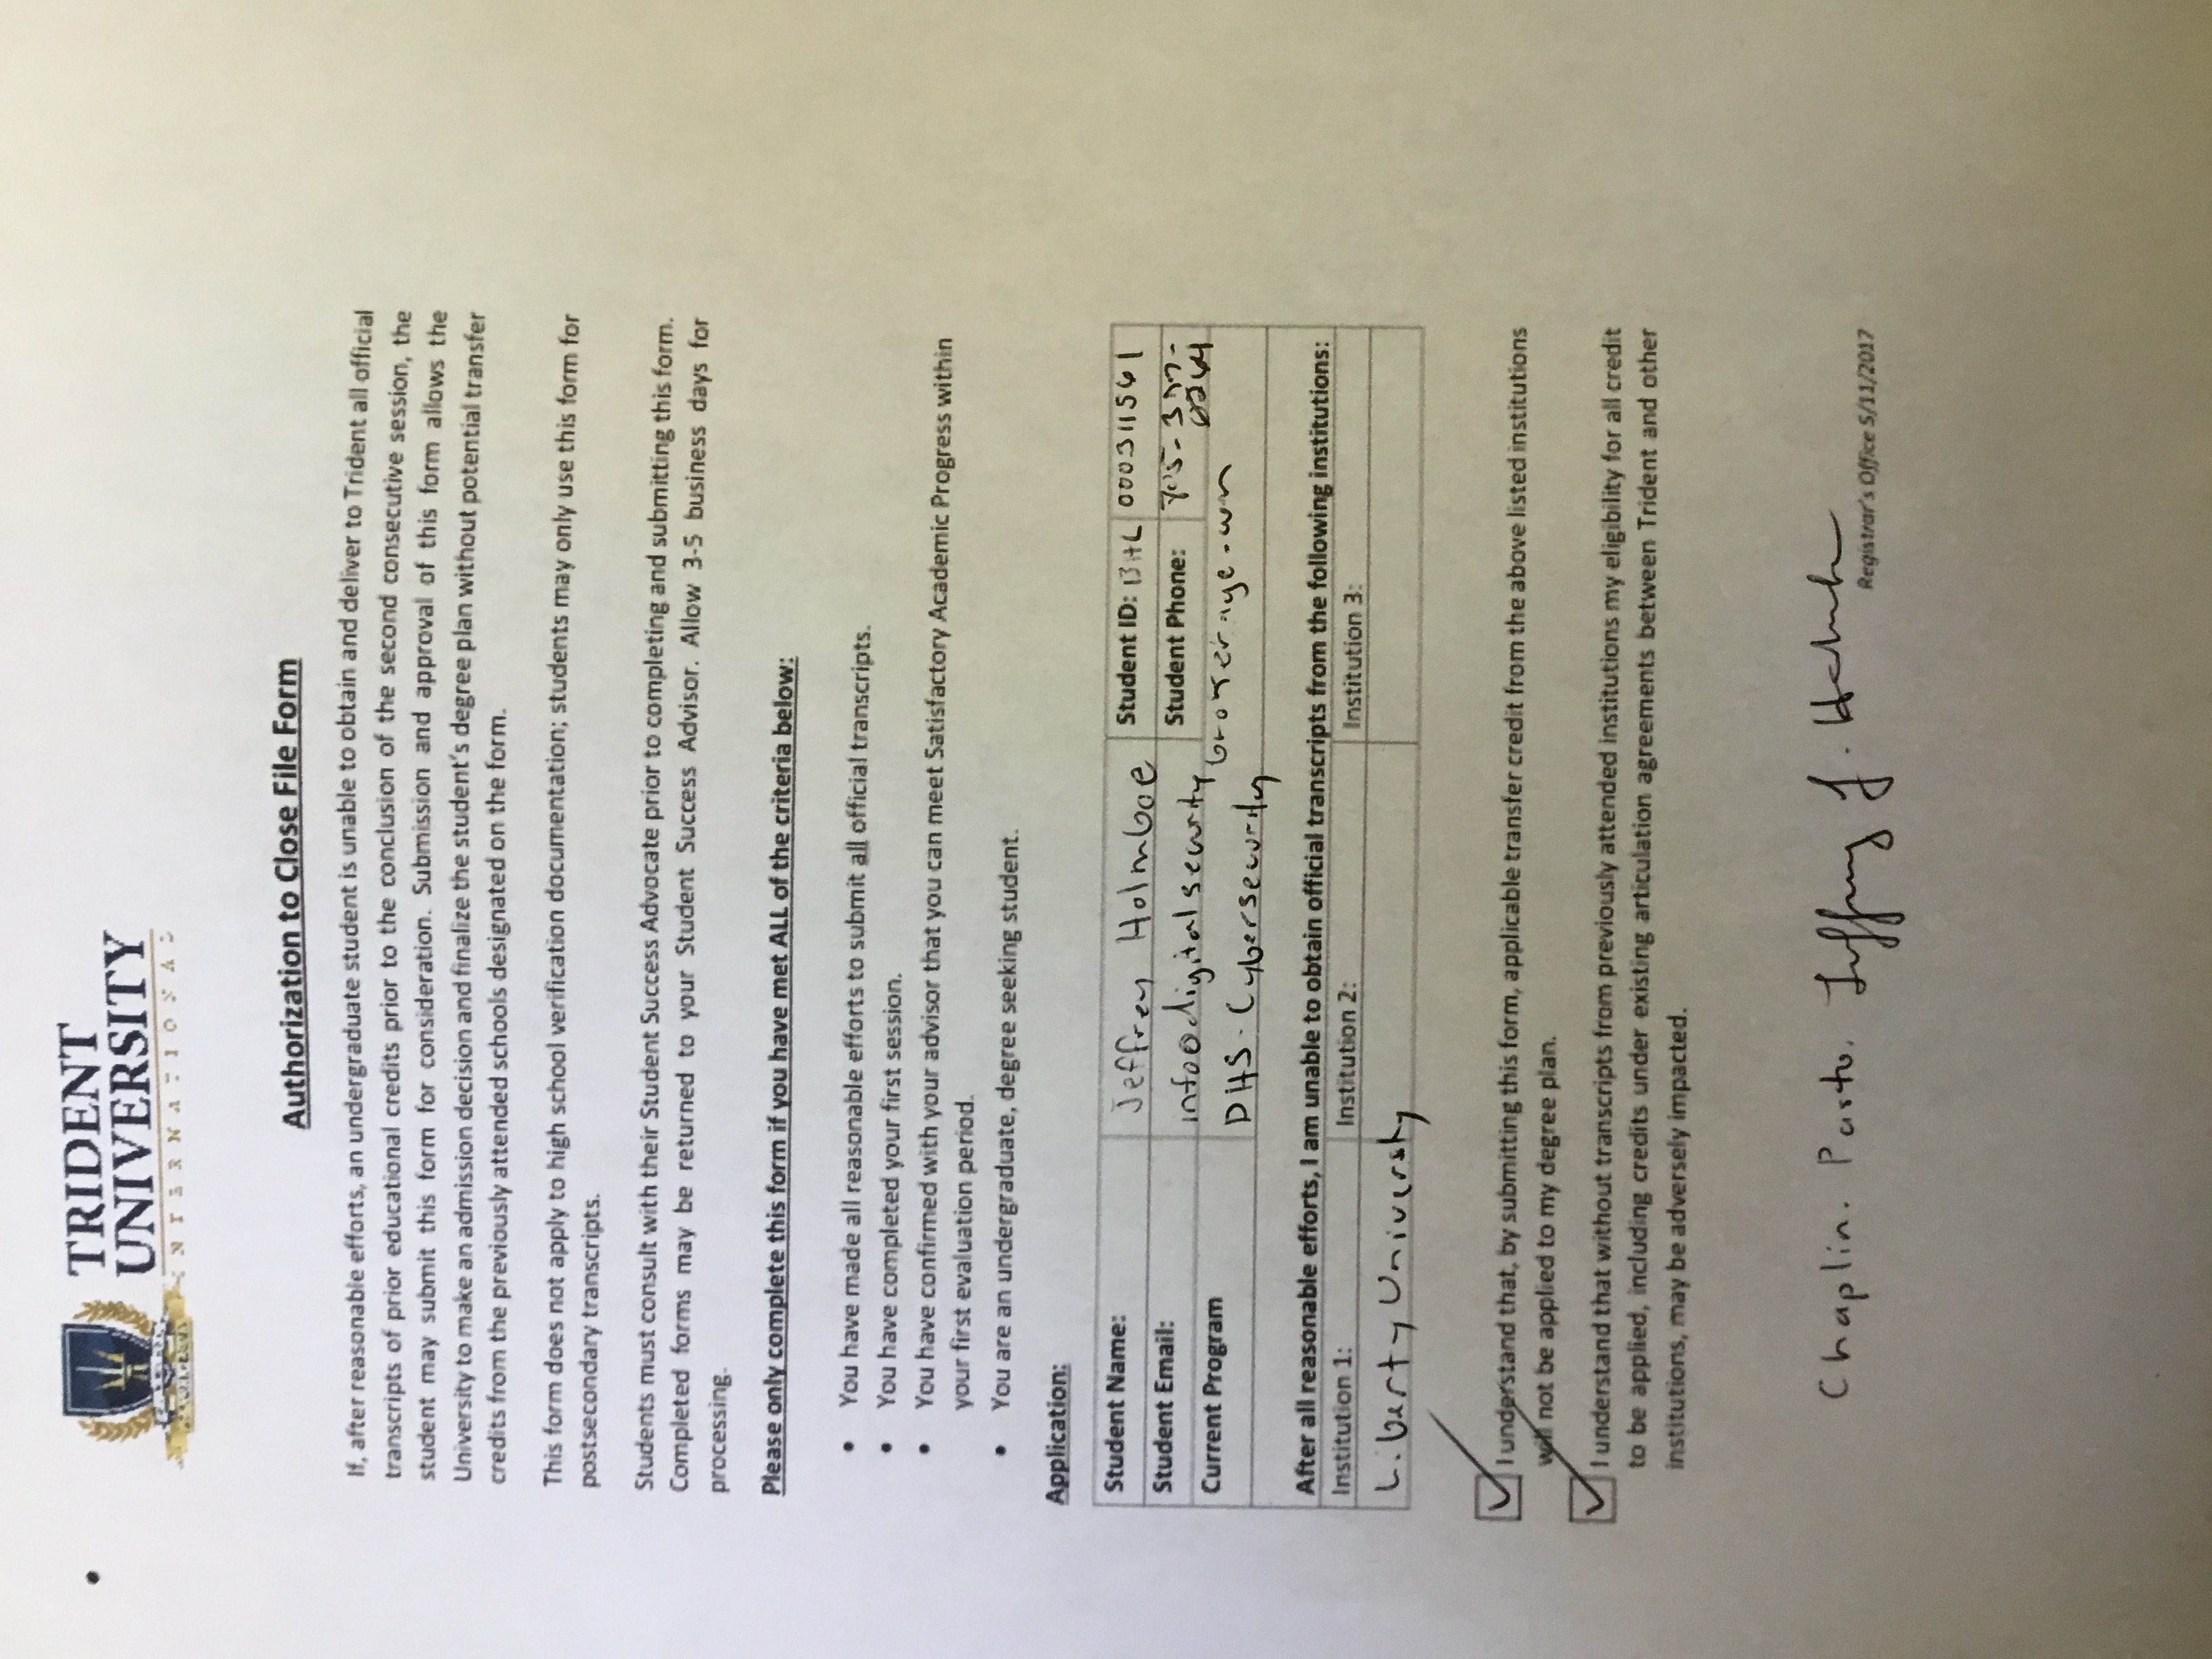 TRIDENT
UNIVERSITY
INTERNATIONAL
Authorization to Close File Form
If, after reasonable efforts, an undergraduate student is unable to obtain and deliver to Trident all official
transcripts of prior educational credits prior to the conclusion of the second consecutive session, the
student may submit this form for consideration. Submission and approval of this form allows the
University to make an admission decision and finalize the student's degree plan without potential transfer
credits from the previously attended schools designated on the form.
This form does not apply to high school verification documentation; students may only use this form for
postsecondary transcripts.
Students must consult with their Student Success Advocate prior to completing and submitting this form.
Completed forms may be returned to your Student Success Advisor. Allow 3-5 business days for
processing.
Please only complete this form if you have met ALL of the criteria below:
• You have made all reasonable efforts to submit all official transcripts.
• You have completed your first session.
• You have confirmed with your advisor that you can meet Satisfactory Academic Progress within
your first evaluation period.
• You are an undergraduate, degree seeking student.
Application:
Student Name: Jeffrey Holmboe Student ID: 000311561
Student Email: info@digitalsecurity Student Phone:
Current Program DHS. Cybersecurity
After all reasonable efforts, I am unable to obtain official transcripts from the following institutions:
Institution 1: Institution 2: Institution 3:
Liberty University
I understand that, by submitting this form, applicable transfer credit from the above listed institutions
will not be applied to my degree plan.
I understand that without transcripts from previously attended institutions my eligibility for all credit
to be applied, including credits under existing articulation agreements between Trident and other
institutions, may be adversely impacted.
Chaplin. Jeffrey J.
Registrar's Office 5/11/2017